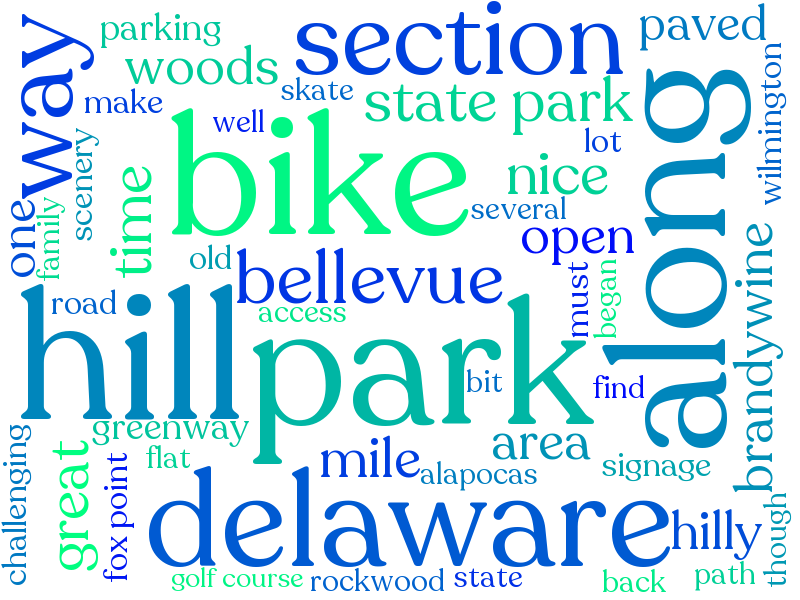 parking
section
paved
way
woods
skate
state park
make
well
lot
wilmington
scenery
bike
nice
along
several
one
family
time
old
open
bellevue
must
began
brandywine
road
access
hill
park
bit
find
greenway
flat
mile
area
alapocas
signage
challenging
great
fox point
delaware
hilly
though
golf course
rockwood
state
back
path